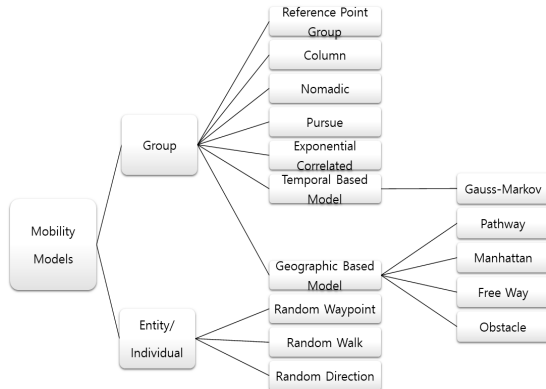 Reference Point
Group
Column
Nomadic
Pursue
Exponential
Correlated
Temporal Based
Model
Gauss-Markov
Group
Mobility
Models
Geographic Based
Model
Pathway
Manhattan
Free Way
Obstacle
Entity/
Individual
Random Waypoint
Random Walk
Random Direction